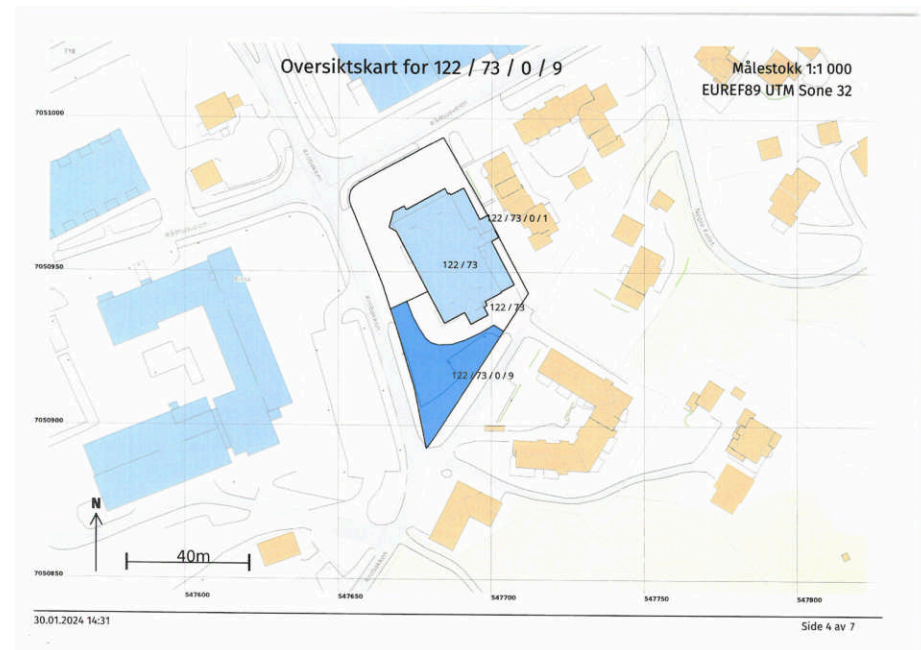 Oversiktskart for 122 / 73 / 0 / 9
Målestokk 1:1 000
EUREF89 UTM Sone 32
7051000
122 / 73 / 0 / 1
7050950
122 / 73
122 / 73
122 / 73 / 0 / 9
7050900
N
40m
7050850
547600
547650
547700
547750
547800
30.01.2024 14:31
Side 4 av 7